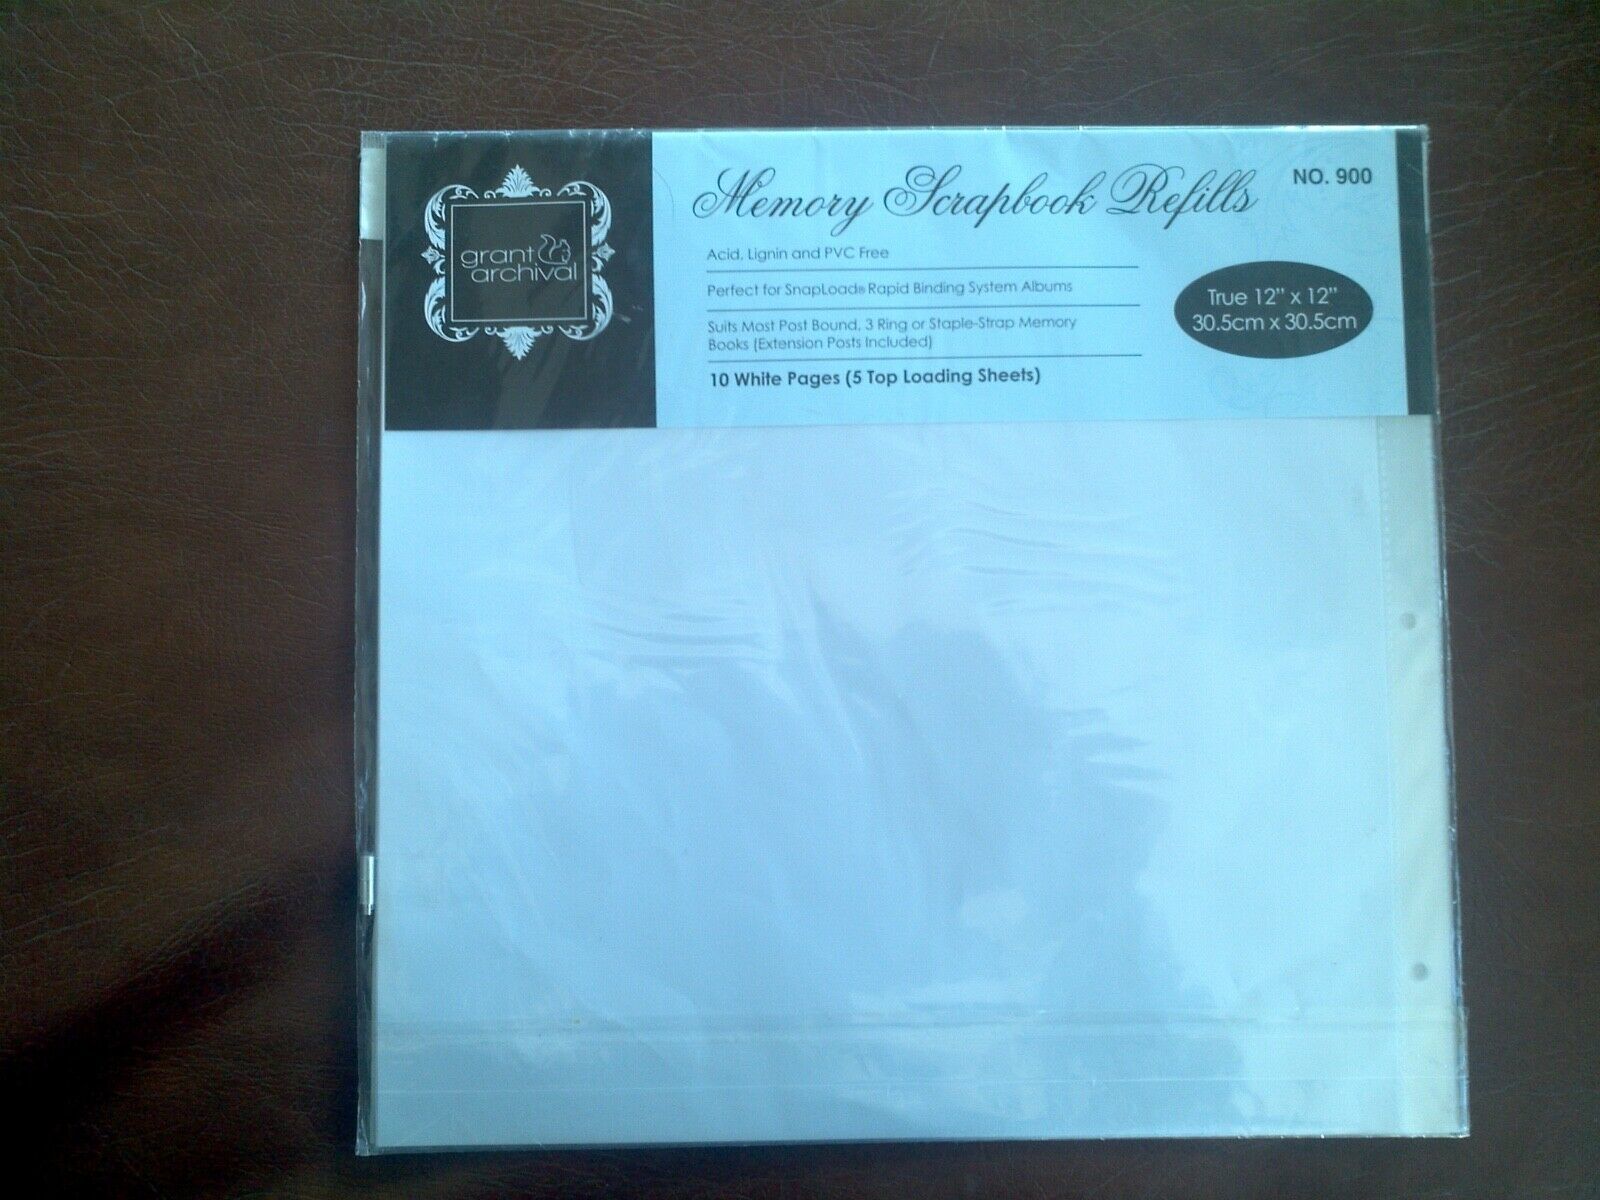 grant
archival
Memory Scrapbook Refills
NO. 900
Acid, Lignin and PVC Free
Perfect for SnapLoad® Rapid Binding System Albums
Suits Most Post Bound, 3 Ring or Staple-Strap Memory
Books (Extension Posts Included)
10 White Pages (5 Top Loading Sheets)
True 12" x 12"
30.5cm x 30.5cm